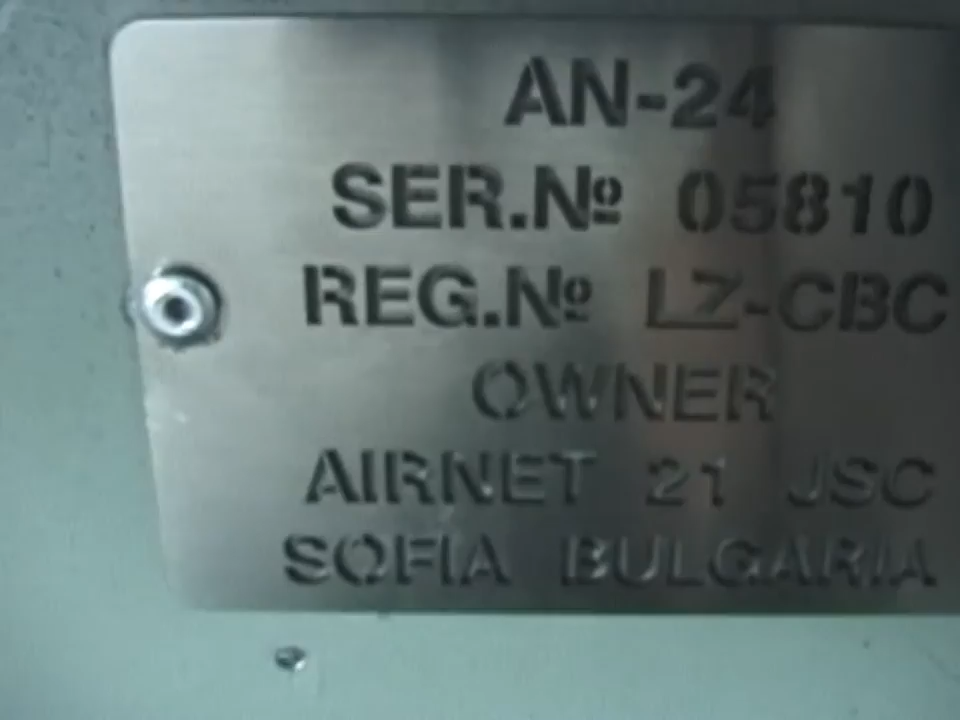 AN-24
SER.№ 05810
REG.№ LZ-CBC
OWNER
AIRNET 21 JSC
SOFIA BULGARIA